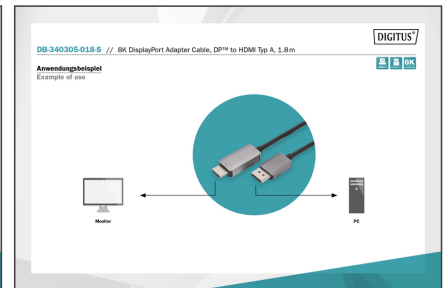 DIGITUS®
DB-340305-018-S // 8K DisplayPort Adapter Cable, DP™ to HDMI Typ A, 1.8m
Anwendungsbeispiel
Example of use
8K
Monitor
PC